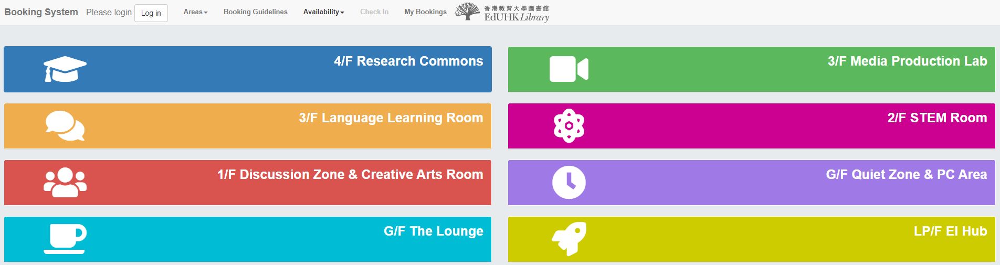 Booking System Please login Log in Areas Booking Guidelines Availability Check In My Bookings
香港教育大學圖書館
EdUHK Library
4/F Research Commons
3/F Media Production Lab
3/F Language Learning Room
2/F STEM Room
1/F Discussion Zone & Creative Arts Room
G/F Quiet Zone & PC Area
G/F The Lounge
LP/F EI Hub